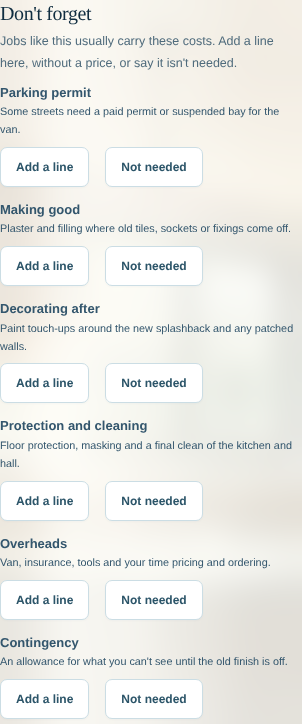 Don't forget
Jobs like this usually carry these costs. Add a line
here, without a price, or say it isn't needed.
Parking permit
Some streets need a paid permit or suspended bay for the
van.
Add a line Not needed
Making good
Plaster and filling where old tiles, sockets or fixings come off.
Add a line Not needed
Decorating after
Paint touch-ups around the new splashback and any patched
walls.
Add a line Not needed
Protection and cleaning
Floor protection, masking and a final clean of the kitchen and
hall.
Add a line Not needed
Overheads
Van, insurance, tools and your time pricing and ordering.
Add a line Not needed
Contingency
An allowance for what you can't see until the old finish is off.
Add a line Not needed